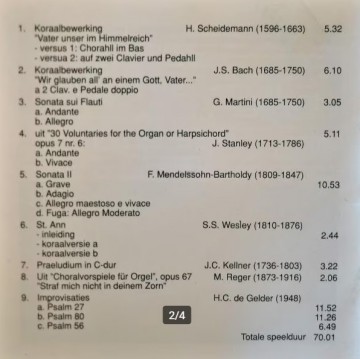 1. Koraalbewerking H. Scheidemann (1596-1663) 5.32
"Vater unser im Himmelreich"
- versus 1: Chorahll im Bas
- versus 2: auf zwei Clavier und Pedahll
2. Koraalbewerking J.S. Bach (1685-1750) 6.10
"Wir glauben all' an einem Gott, Vater..."
a 2 Clav. e Pedale doppio
3. Sonata sui Flauti G. Martini (1685-1750) 3.05
a. Andante
b. Allegro
4. uit "30 Voluntaries for the Organ or Harpsichord" 5.11
opus 7 nr. 6: J. Stanley (1713-1786)
a. Andante
b. Vivace
5. Sonata II F. Mendelssohn-Bartholdy (1809-1847)
a. Grave 10.53
b. Adagio
c. Allegro maestoso e vivace
d. Fuga: Allegro Moderato
6. St. Ann S.S. Wesley (1810-1876)
- inleiding 2.44
- koraalversie a
- koraalversie b
7. Praeludium in C-dur J.C. Kellner (1736-1803) 3.22
8. Uit "Choralvorspiele für Orgel", opus 67 M. Reger (1873-1916) 2.06
"Straf mich nicht in deinem Zorn"
9. Improvisaties H.C. de Gelder (1948)
a. Psalm 27 11.52
b. Psalm 80 11.26
c. Psalm 56 6.49
2/4
Totale speelduur 70.01